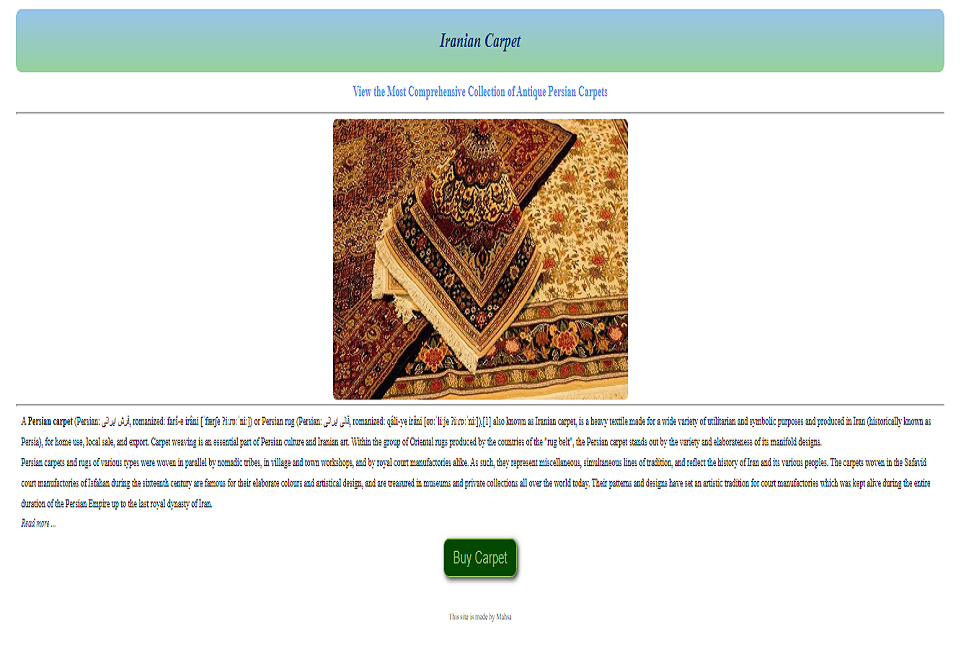 Iranian Carpet
View the Most Comprehensive Collection of Antique Persian Carpets
A Persian carpet (Persian: فرش ایرانی, romanized: farš-e irâni [ˈfærʃe ʔiːɾɒːˈniː]) or Persian rug (Persian: قالی ایرانی, romanized: qâli-ye irâni [ɢɒːˈliːje ʔiːɾɒːˈniː]),[1] also known as Iranian carpet, is a heavy textile made for a wide variety of utilitarian and symbolic purposes and produced in Iran (historically known as
Persia), for home use, local sale, and export. Carpet weaving is an essential part of Persian culture and Iranian art. Within the group of Oriental rugs produced by the countries of the "rug belt", the Persian carpet stands out by the variety and elaborateness of its manifold designs.
Persian carpets and rugs of various types were woven in parallel by nomadic tribes, in village and town workshops, and by royal court manufactories alike. As such, they represent miscellaneous, simultaneous lines of tradition, and reflect the history of Iran and its various peoples. The carpets woven in the Safavid
court manufactories of Isfahan during the sixteenth century are famous for their elaborate colours and artistical design, and are treasured in museums and private collections all over the world today. Their patterns and designs have set an artistic tradition for court manufactories which was kept alive during the entire
duration of the Persian Empire up to the last royal dynasty of Iran.
Read more ...
Buy Carpet
This site is made by Mahsa